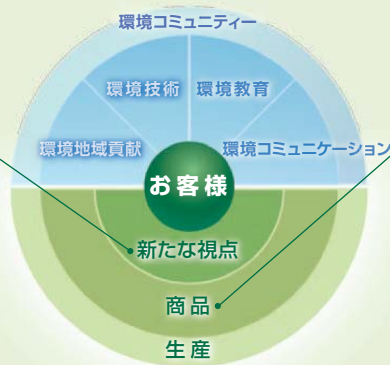 環境コミュニティー
環境技術
環境教育
環境地域貢献
環境コミュニケーション
お客様
新たな視点
商品
生産